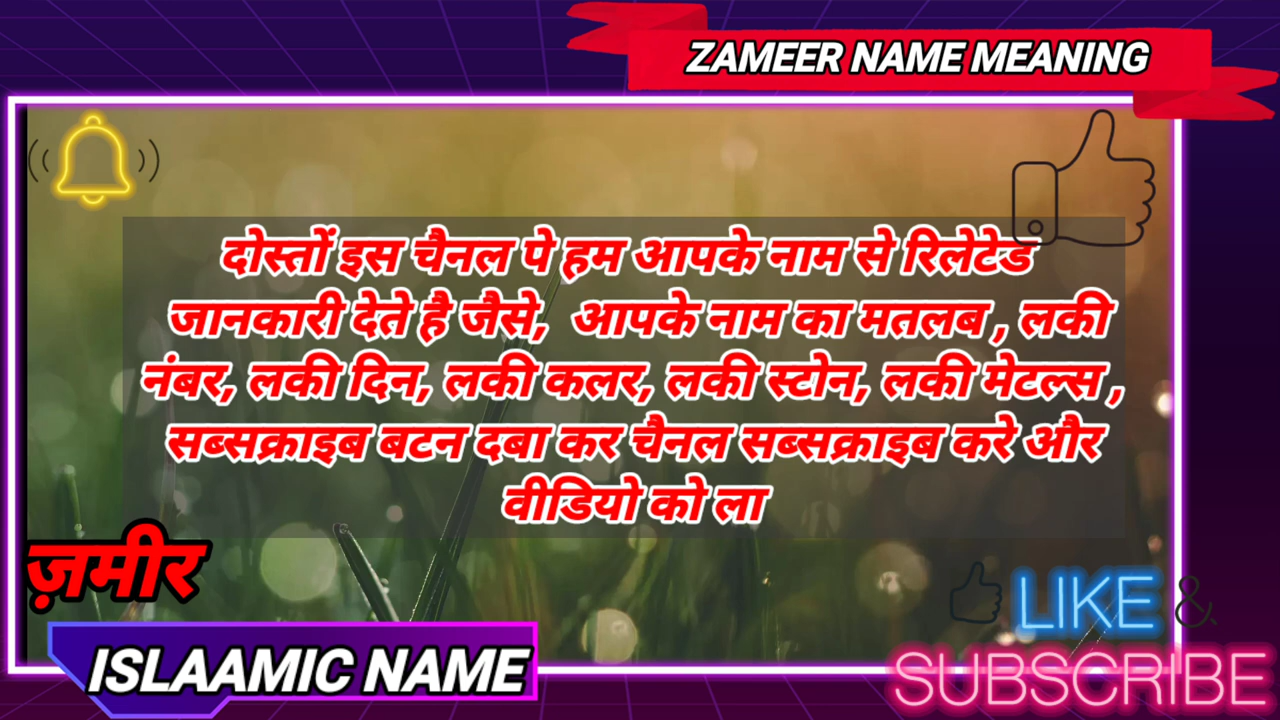 ZAMEER NAME MEANING
दोस्तों इस चैनल पे हम आपके नाम से रिलेटेड
जानकारी देते है जैसे, आपके नाम का मतलब , लकी
नंबर, लकी दिन, लकी कलर, लकी स्टोन, लकी मेटल्स ,
सब्सक्राइब बटन दबा कर चैनल सब्सक्राइब करे और
वीडियो को ला
ज़मीर
ISLAAMIC NAME
LIKE &
SUBSCRIBE